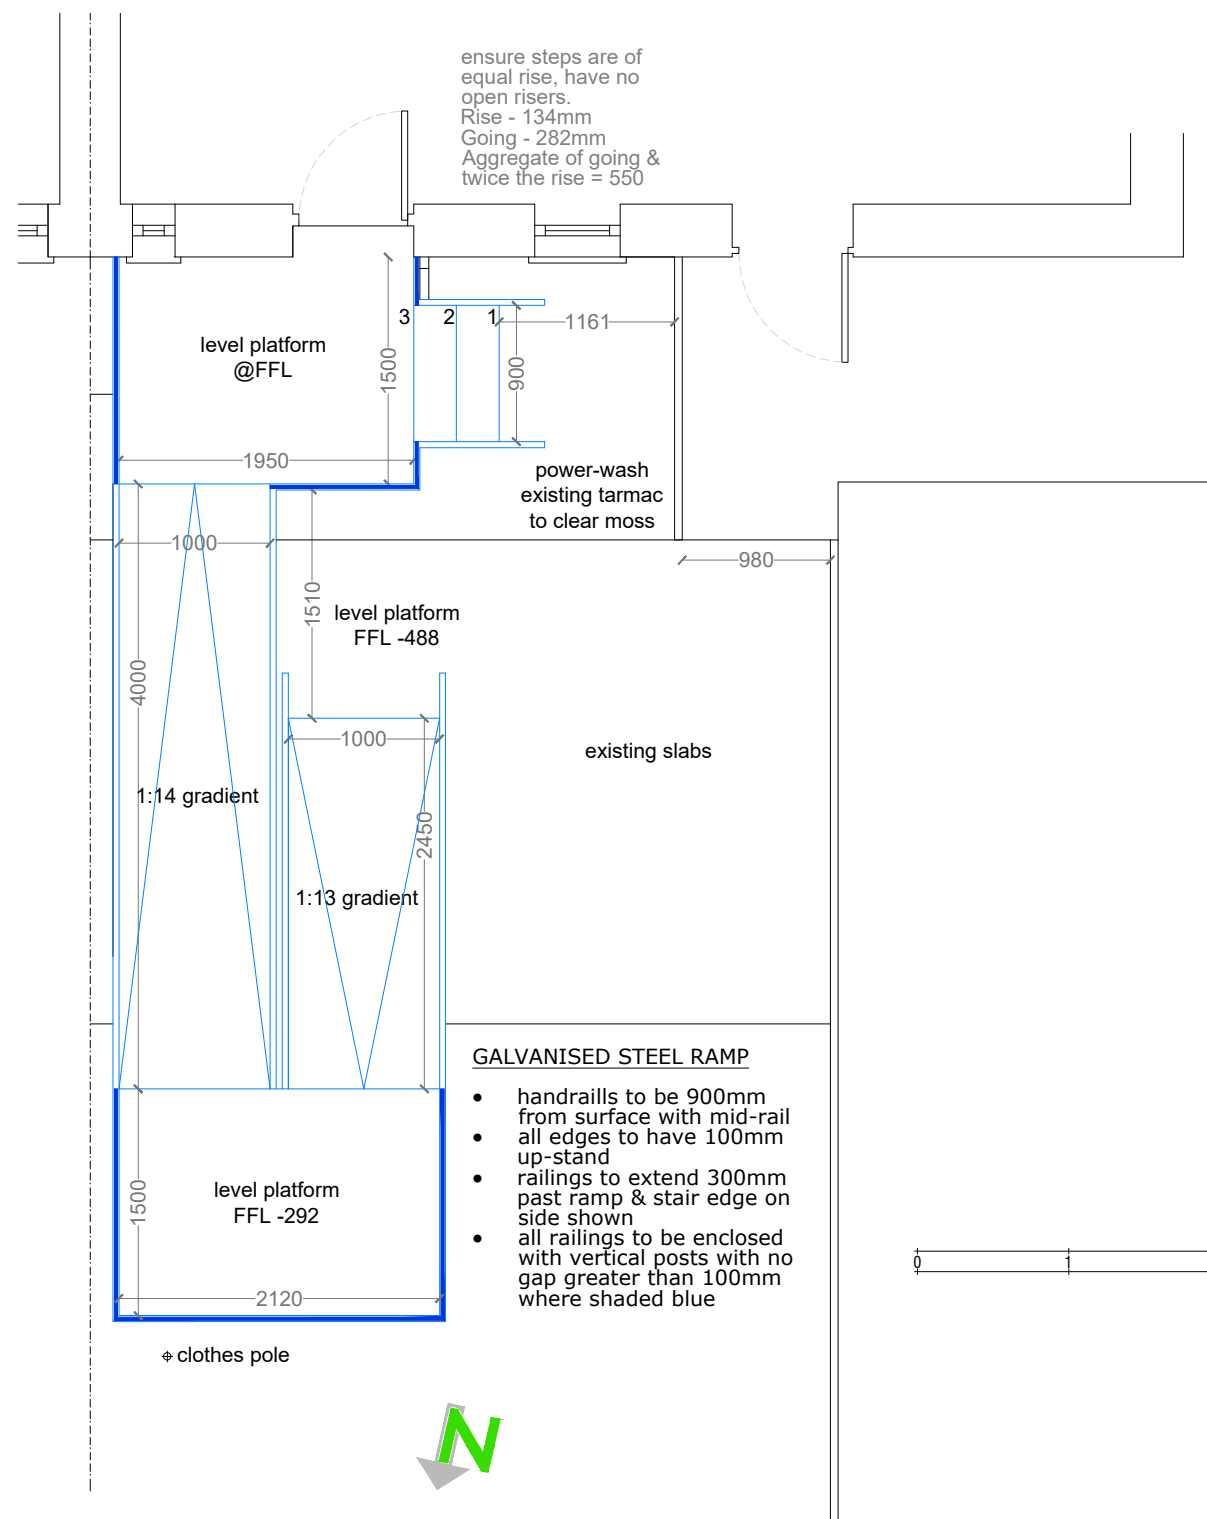 ensure steps are of
equal rise, have no
open risers.
Rise - 134mm
Going - 282mm
Aggregate of going &
twice the rise = 550
3
2
1
1161
level platform
@FFL
1500
900
1950
power-wash
existing tarmac
to clear moss
1000
980
1510
level platform
FFL -488
4000
1000
existing slabs
1:14 gradient
2450
1:13 gradient
GALVANISED STEEL RAMP
• handraills to be 900mm
from surface with mid-rail
• all edges to have 100mm
up-stand
• railings to extend 300mm
past ramp & stair edge on
side shown
• all railings to be enclosed
with vertical posts with no
gap greater than 100mm
where shaded blue
level platform
FFL -292
1500
2120
0
1
clothes pole
N